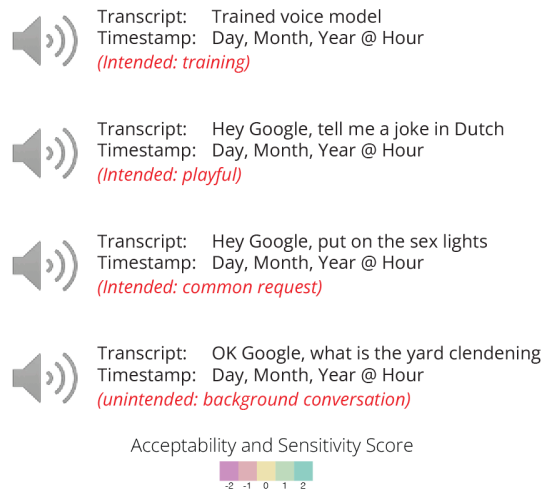 Transcript: Trained voice model
Timestamp: Day, Month, Year @ Hour
(Intended: training)
Transcript: Hey Google, tell me a joke in Dutch
Timestamp: Day, Month, Year @ Hour
(Intended: playful)
Transcript: Hey Google, put on the sex lights
Timestamp: Day, Month, Year @ Hour
(Intended: common request)
Transcript: OK Google, what is the yard clendening
Timestamp: Day, Month, Year @ Hour
(unintended: background conversation)
Acceptability and Sensitivity Score
-2 -1 0 1 2